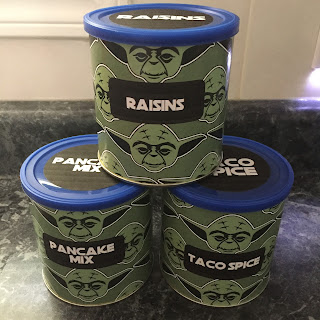 RAISINS
RAISINS
PANCAKE
MIX
TACO
SPICE
PANCAKE
MIX
TACO SPICE